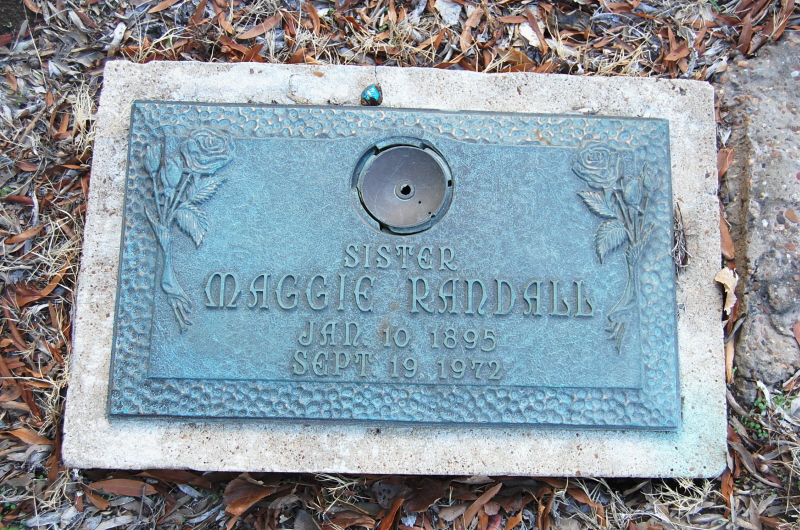 SISTER
MAGGIE RANDALL
JAN. 10, 1895
SEPT. 19, 1972